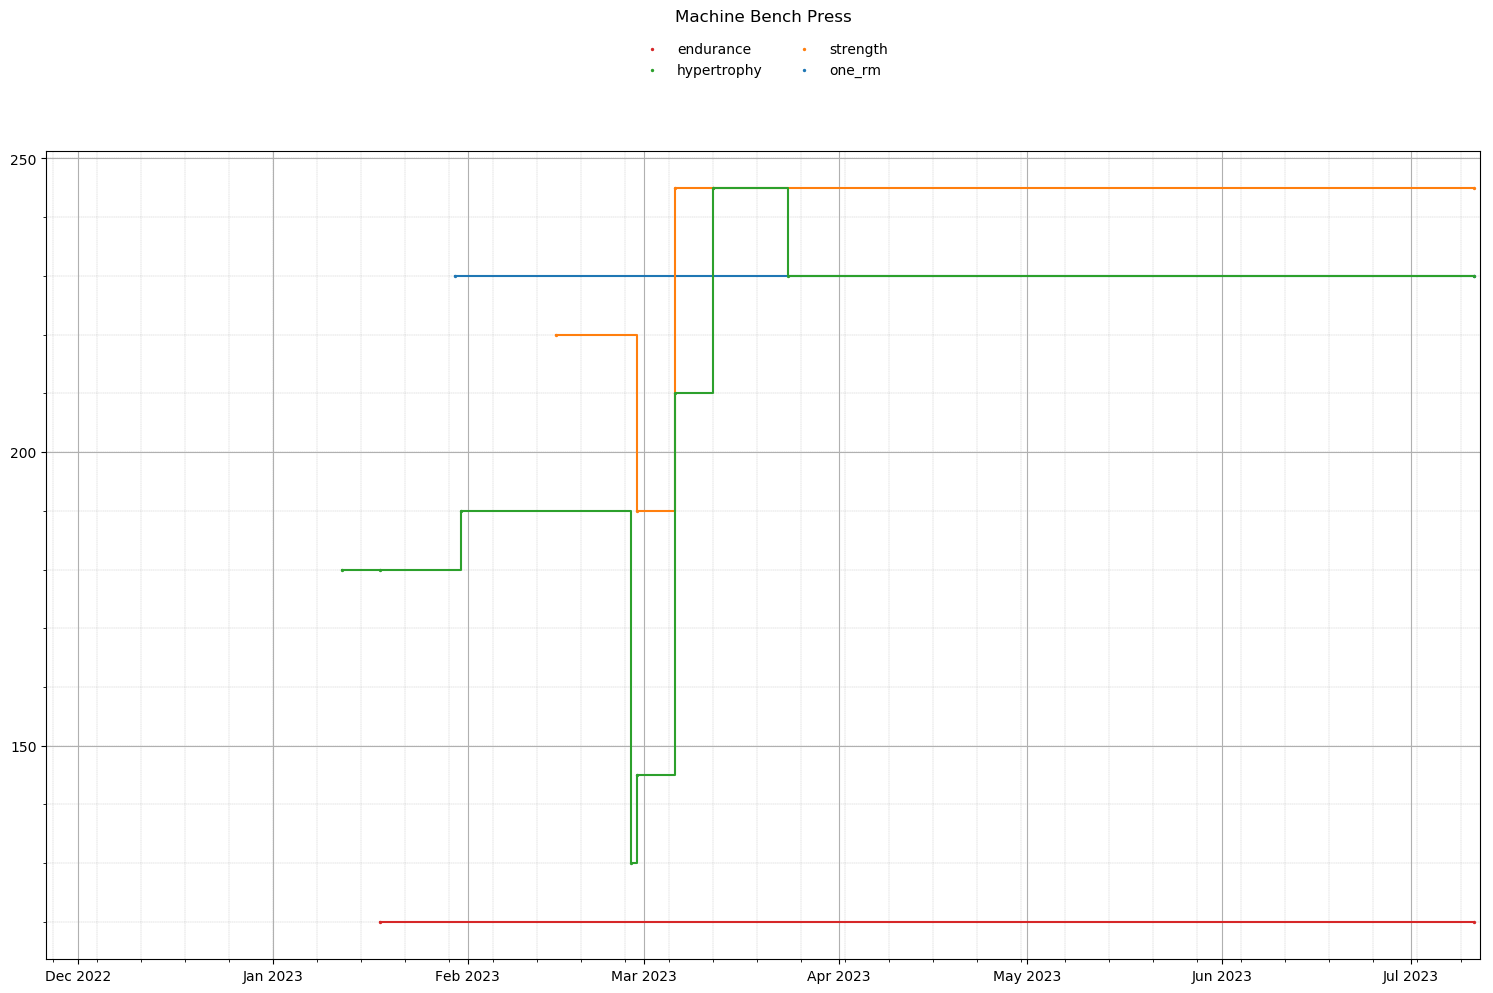 Machine Bench Press
endurance strength
hypertrophy one_rm
250
200
150
Dec 2022 Jan 2023 Feb 2023 Mar 2023 Apr 2023 May 2023 Jun 2023 Jul 2023